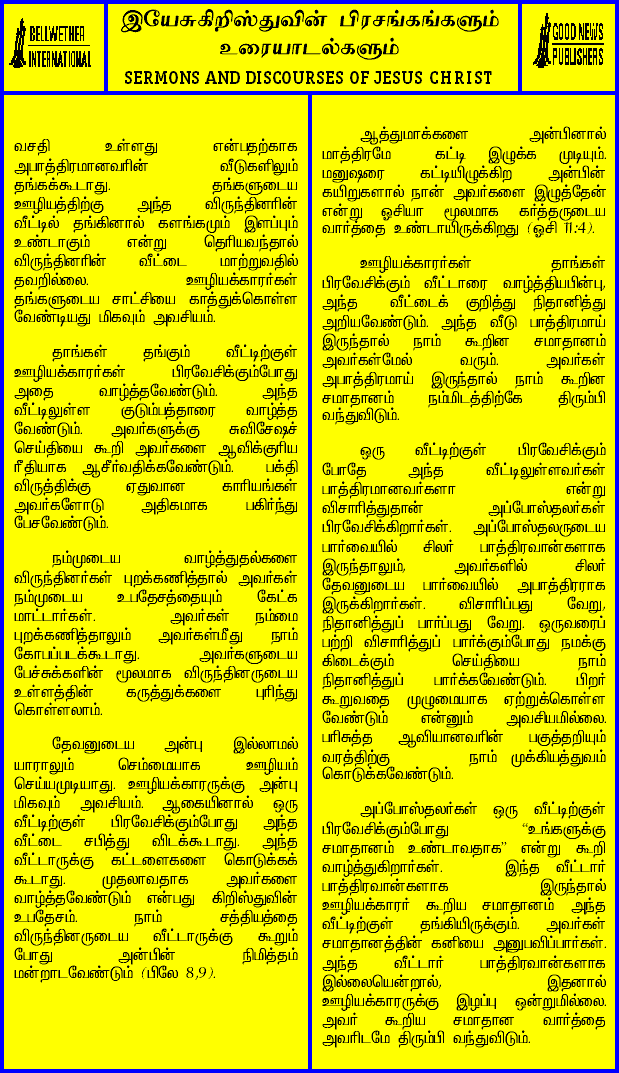 BELLWETHER
INTERNATIONAL
இயேசுகிறிஸ்துவின் பிரசங்கங்களும்
உரையாடல்களும்
SERMONS AND DISCOURSES OF JESUS CHRIST
GOOD NEWS
PUBLISHERS
வசதி உள்ளது என்பதற்காக
அபாத்திரமானவரின் வீடுகளிலும்
தங்கக்கூடாது. தங்களுடைய
ஊழியத்திற்கு அந்த விருந்தினரின்
வீட்டில் தங்கினால் களங்கமும் இளப்பும்
உண்டாகும் என்று தெரியவந்தால்
விருந்தினரின் வீட்டை மாற்றுவதில்
தவறில்லை. ஊழியக்காரர்கள்
தங்களுடைய சாட்சியை காத்துக்கொள்ள
வேண்டியது மிகவும் அவசியம்.
தாங்கள் தங்கும் வீட்டிற்குள்
ஊழியக்காரர்கள் பிரவேசிக்கும்போது
அதை வாழ்த்தவேண்டும். அந்த
வீட்டிலுள்ள குடும்பத்தாரை வாழ்த்த
வேண்டும். அவர்களுக்கு சுவிசேஷச்
செய்தியை கூறி அவர்களை ஆவிக்குரிய
ரீதியாக ஆசீர்வதிக்கவேண்டும். பக்தி
விருத்திக்கு ஏதுவான காரியங்கள்
அவர்களோடு அதிகமாக பகிர்ந்து
பேசவேண்டும்.
நம்முடைய வாழ்த்துதல்களை
விருந்தினர்கள் புறக்கணித்தால் அவர்கள்
நம்முடைய உபதேசத்தையும் கேட்க
மாட்டார்கள். அவர்கள் நம்மை
புறக்கணித்தாலும் அவர்கள்மீது நாம்
கோபப்படக்கூடாது. அவர்களுடைய
பேச்சுக்களின் மூலமாக விருந்தினருடைய
உள்ளத்தின் கருத்துக்களை புரிந்து
கொள்ளலாம்.
தேவனுடைய அன்பு இல்லாமல்
யாராலும் செம்மையாக ஊழியம்
செய்யமுடியாது. ஊழியக்காரருக்கு அன்பு
மிகவும் அவசியம். ஆகையினால் ஒரு
வீட்டிற்குள் பிரவேசிக்கும்போது அந்த
வீட்டை சபித்து விடக்கூடாது. அந்த
வீட்டாருக்கு கட்டளைகளை கொடுக்கக்
கூடாது. முதலாவதாக அவர்களை
வாழ்த்தவேண்டும் என்பது கிறிஸ்துவின்
உபதேசம். நாம் சத்தியத்தை
விருந்தினருடைய வீட்டாருக்கு கூறும்
போது அன்பின் நிமித்தம்
மன்றாடவேண்டும் (பிலே 8,9).
ஆத்துமாக்களை அன்பினால்
மாத்திரமே கட்டி இழுக்க முடியும்.
மனுஷரை கட்டியிழுக்கிற அன்பின்
கயிறுகளால் நான் அவர்களை இழுத்தேன்
என்று ஓசியா மூலமாக கர்த்தருடைய
வார்த்தை உண்டாயிருக்கிறது (ஓசி 11:4).
ஊழியக்காரர்கள் தாங்கள்
பிரவேசிக்கும் வீட்டாரை வாழ்த்தியபின்பு,
அந்த வீட்டைக் குறித்து நிதானித்து
அறியவேண்டும். அந்த வீடு பாத்திரமாய்
இருந்தால் நாம் கூறின சமாதானம்
அவர்கள்மேல் வரும். அவர்கள்
அபாத்திரமாய் இருந்தால் நாம் கூறின
சமாதானம் நம்மிடத்திற்கே திரும்பி
வந்துவிடும்.
ஒரு வீட்டிற்குள் பிரவேசிக்கும்
போதே அந்த வீட்டிலுள்ளவர்கள்
பாத்திரமானவர்களா என்று
விசாரித்துதான் அப்போஸ்தலர்கள்
பிரவேசிக்கிறார்கள். அப்போஸ்தலருடைய
பார்வையில் சிலர் பாத்திரவான்களாக
இருந்தாலும், அவர்களில் சிலர்
தேவனுடைய பார்வையில் அபாத்திரராக
இருக்கிறார்கள். விசாரிப்பது வேறு,
நிதானித்துப் பார்ப்பது வேறு. ஒருவரைப்
பற்றி விசாரித்துப் பார்க்கும்போது நமக்கு
கிடைக்கும் செய்தியை நாம்
நிதானித்துப் பார்க்கவேண்டும். பிறர்
கூறுவதை முழுமையாக ஏற்றுக்கொள்ள
வேண்டும் என்னும் அவசியமில்லை.
பரிசுத்த ஆவியானவரின் பகுத்தறியும்
வரத்திற்கு நாம் முக்கியத்துவம்
கொடுக்கவேண்டும்.
அப்போஸ்தலர்கள் ஒரு வீட்டிற்குள்
பிரவேசிக்கும்போது “உங்களுக்கு
சமாதானம் உண்டாவதாக” என்று கூறி
வாழ்த்துகிறார்கள். இந்த வீட்டார்
பாத்திரவான்களாக இருந்தால்
ஊழியக்காரர் கூறிய சமாதானம் அந்த
வீட்டிற்குள் தங்கியிருக்கும். அவர்கள்
சமாதானத்தின் கனியை அனுபவிப்பார்கள்.
அந்த வீட்டார் பாத்திரவான்களாக
இல்லையென்றால், இதனால்
ஊழியக்காரருக்கு இழப்பு ஒன்றுமில்லை.
அவர் கூறிய சமாதான வார்த்தை
அவரிடமே திரும்பி வந்துவிடும்.